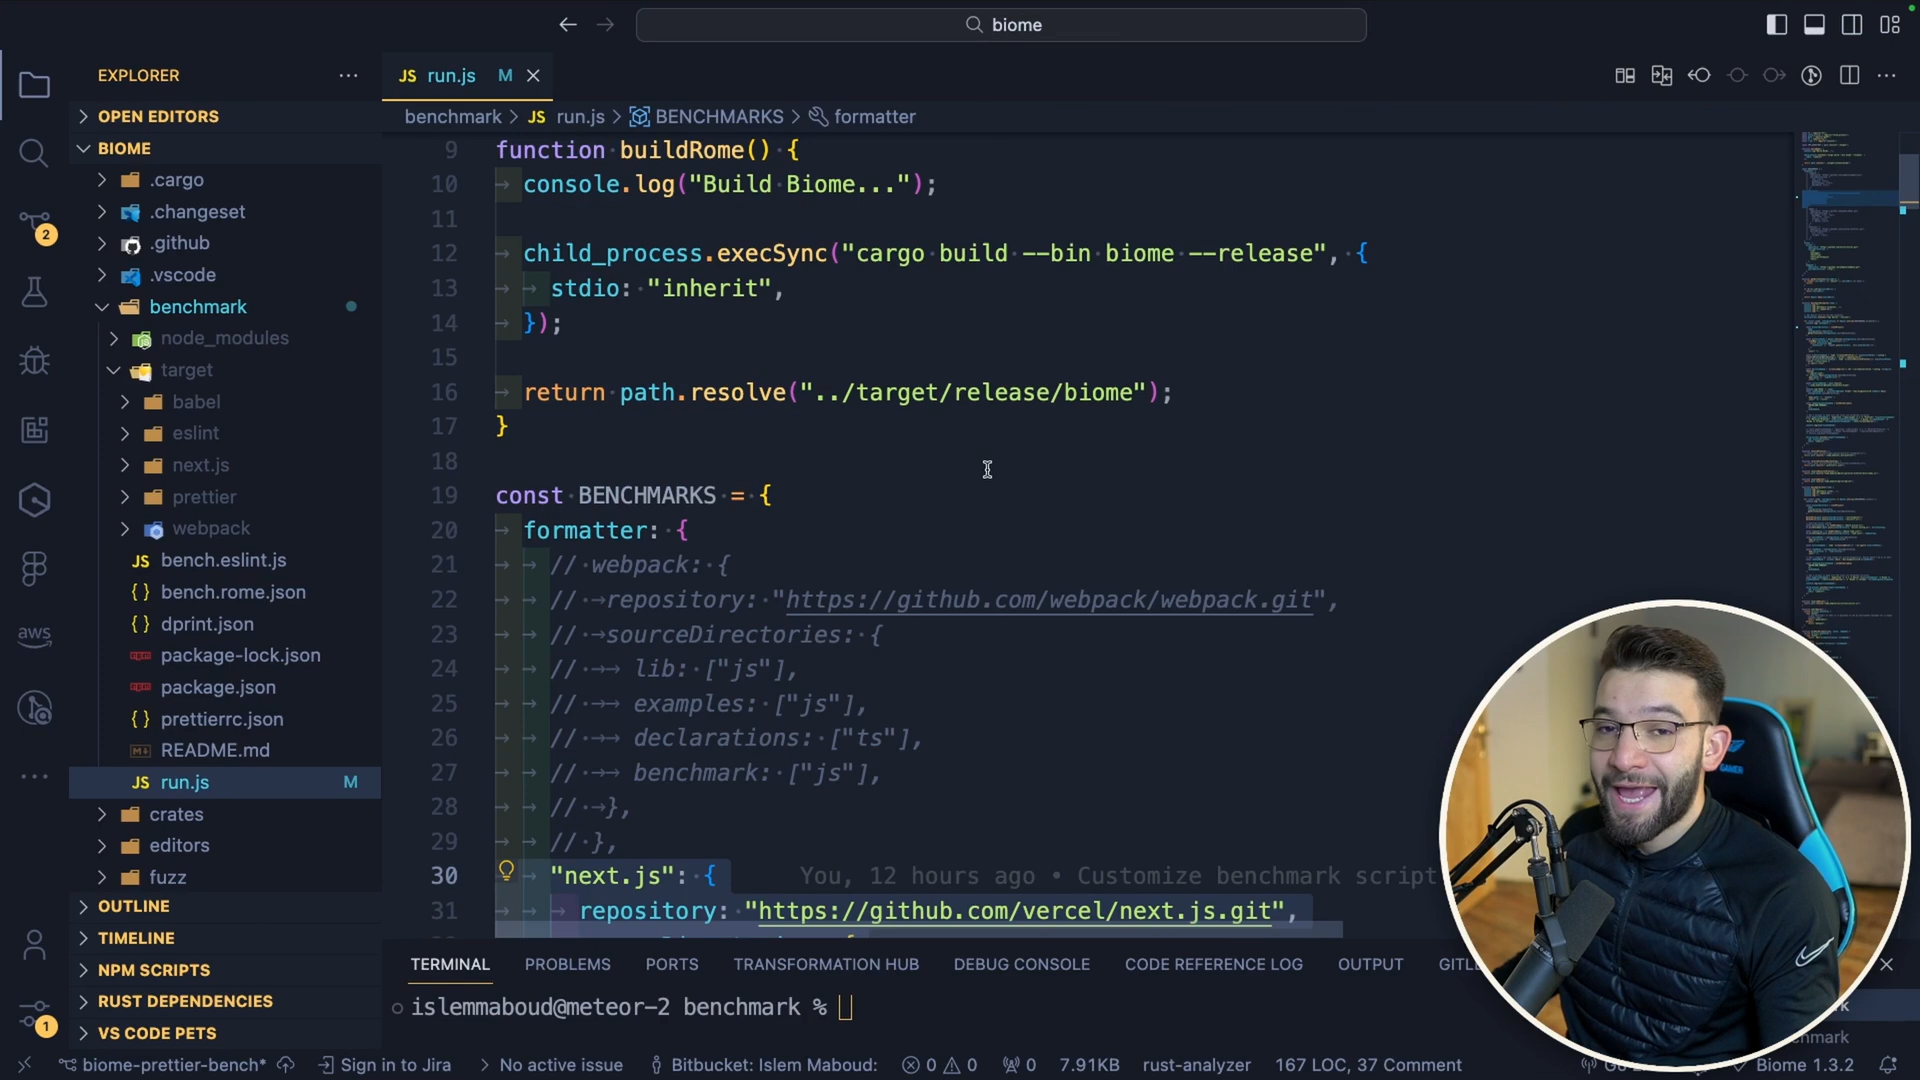 biome
EXPLORER
OPEN EDITORS
BIOME
.cargo
.changeset
.github
.vscode
benchmark
node_modules
target
babel
eslint
next.js
prettier
webpack
JS bench.eslint.js
{} bench.rome.json
{} dprint.json
npm package-lock.json
npm package.json
{} prettierrc.json
README.md
JS run.js M
crates
editors
fuzz
OUTLINE
TIMELINE
NPM SCRIPTS
RUST DEPENDENCIES
VS CODE PETS
2
aws
1
JS run.js M
benchmark > JS run.js > BENCHMARKS > formatter
9 function buildRome() {
10 console.log("Build Biome...");
11
12 child_process.execSync("cargo build --bin biome --release", {
13 stdio: "inherit",
14 });
15
16 return path.resolve("../target/release/biome");
17 }
18
19 const BENCHMARKS = {
20 formatter: {
21 // webpack: {
22 // repository: "https://github.com/webpack/webpack.git",
23 // sourceDirectories: {
24 // lib: ["js"],
25 // examples: ["js"],
26 // declarations: ["ts"],
27 // benchmark: ["js"],
28 // },
29 // },
30 "next.js": { You, 12 hours ago • Customize benchmark script
31 repository: "https://github.com/vercel/next.js.git",
TERMINAL PROBLEMS PORTS TRANSFORMATION HUB DEBUG CONSOLE CODE REFERENCE LOG OUTPUT GITL
islemmaboud@meteor-2 benchmark %
GAMER
biome-prettier-bench* Sign in to Jira No active issue Bitbucket: Islem Maboud: 0 0 0 7.91KB rust-analyzer 167 LOC, 37 Comment Biome 1.3.2